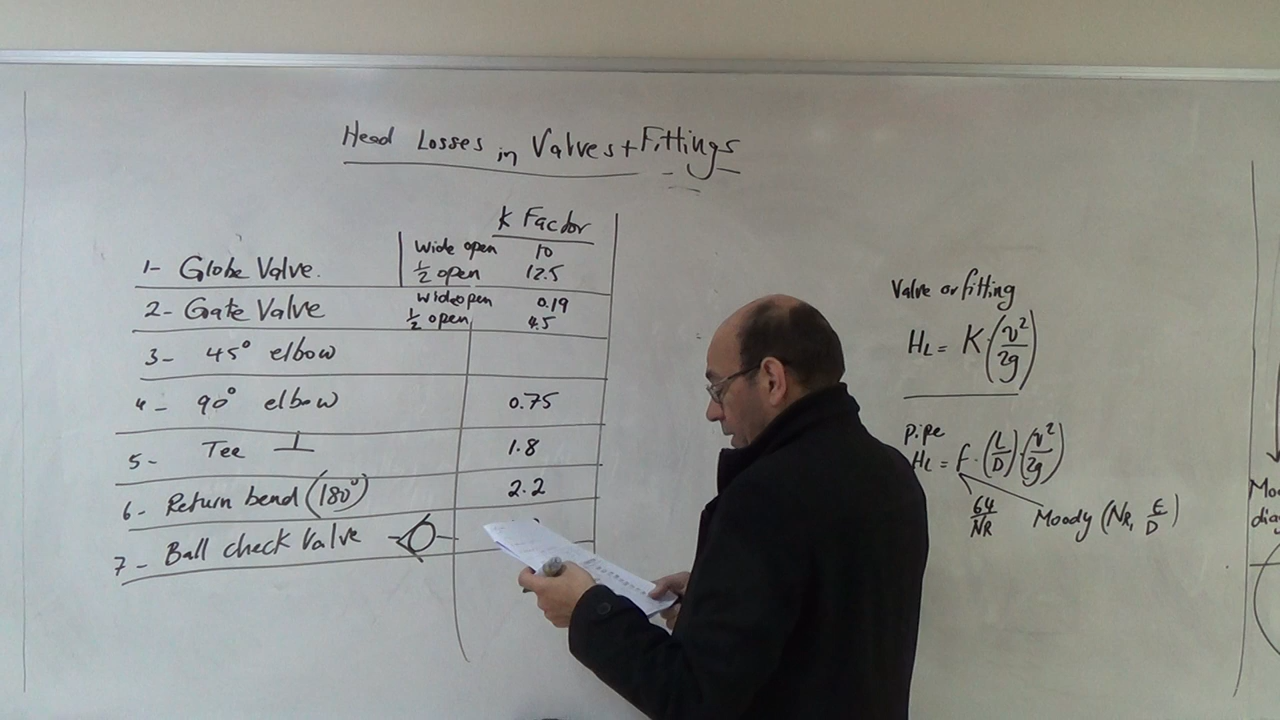 Head Losses in Valves + Fittings
K Factor
1- Globe Valve. Wide open 10
1/2 open 12.5
2- Gate Valve wide open 0.19
1/2 open 4.5
3- 45° elbow
4- 90° elbow 0.75
5- Tee ⊥ 1.8
6- Return bend (180°) 2.2
7- Ball check Valve
Valve or fitting
HL = K (v²/2g)
pipe
HL = f · (L/D) · (v²/2g)
64/NR Moody (NR, ε/D)